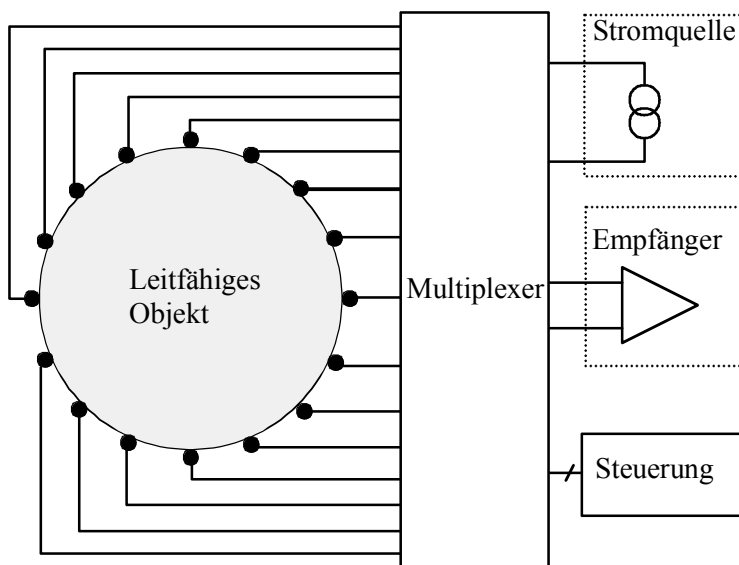 Stromquelle
Empfänger
Leitfähiges
Objekt
Multiplexer
Steuerung